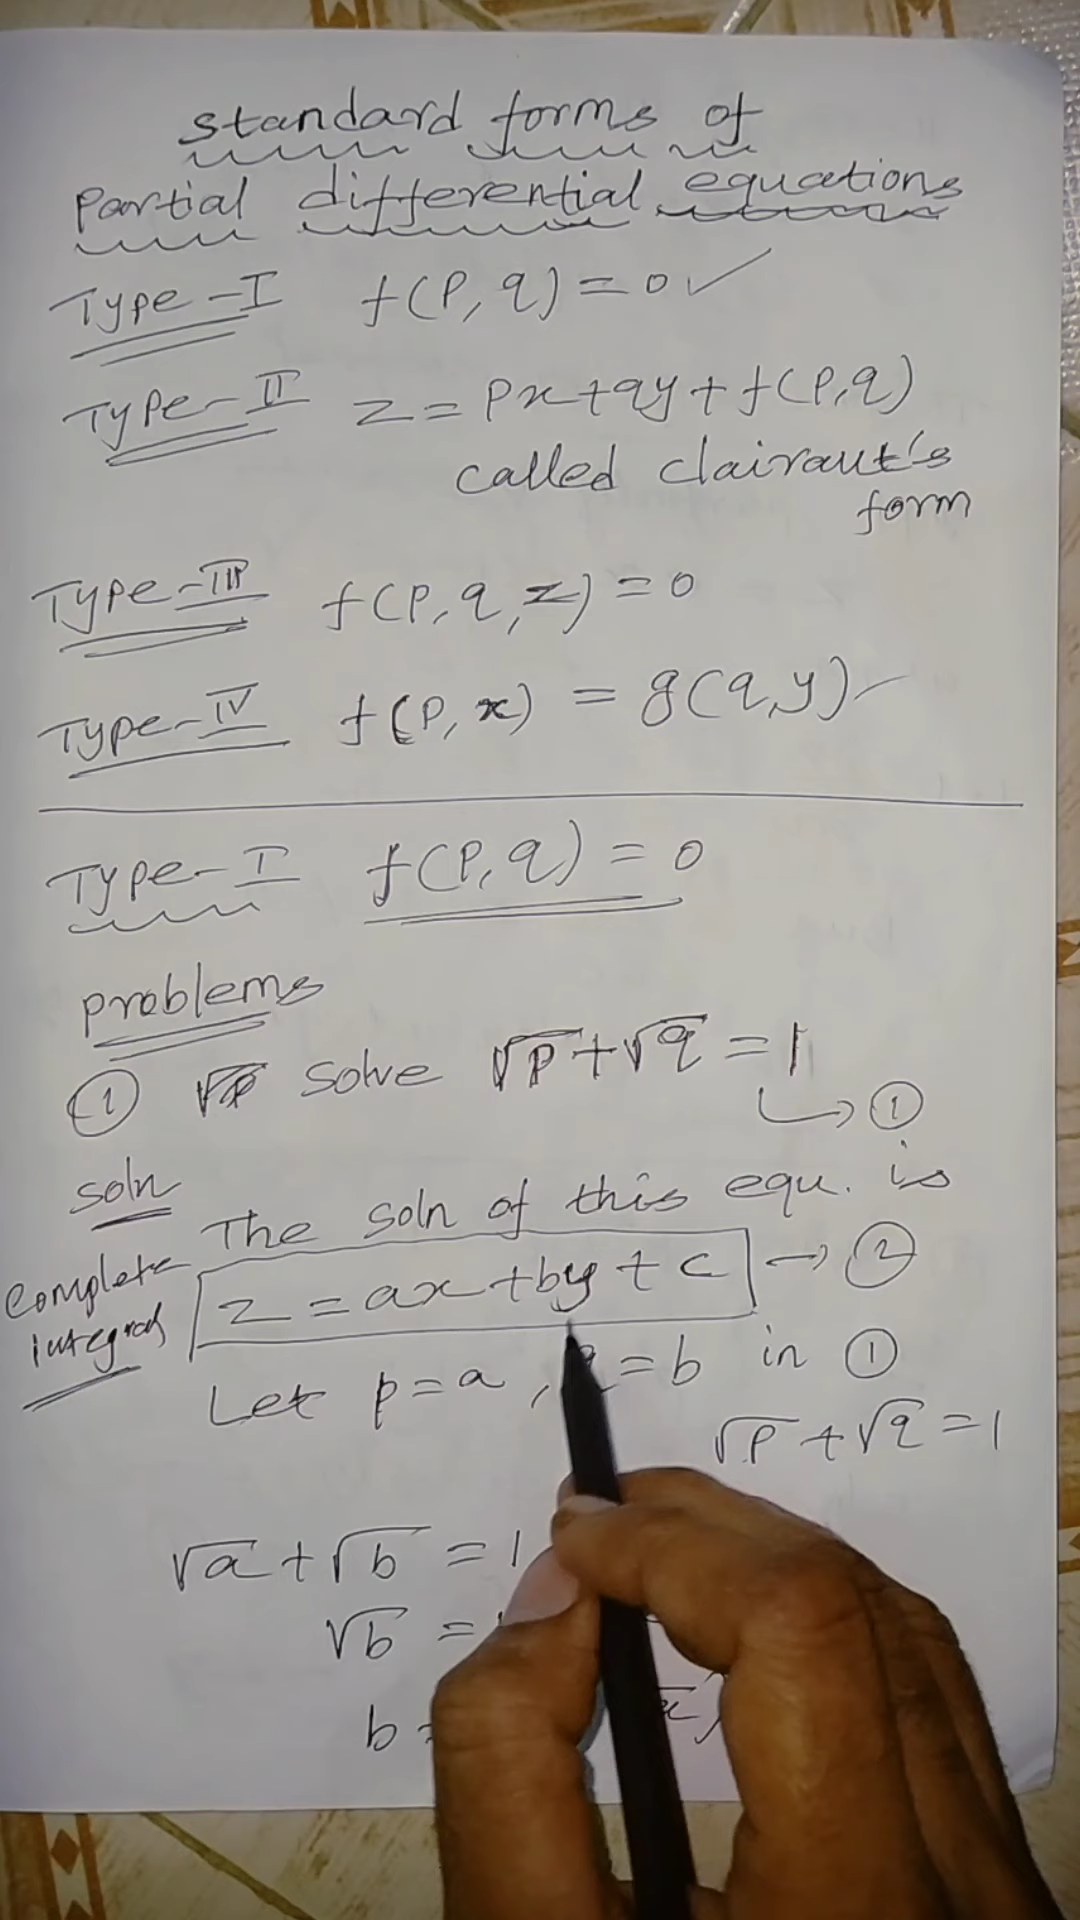 standard forms of
partial differential equations
Type-I f(p,q)=0 ✓
Type-II z=px+qy+f(p,q)
called clairaut's
form
Type-III f(p,q,z)=0
Type-IV f(p,x) = g(q,y)
Type-I f(p,q)=0
problems
① solve √p+√q=1
→①
soln The soln of this equ. is
complete integral z=ax+by+c →②
Let p=a, =b in ①
√p+√q=1
√a+√b=1
√b =
b =